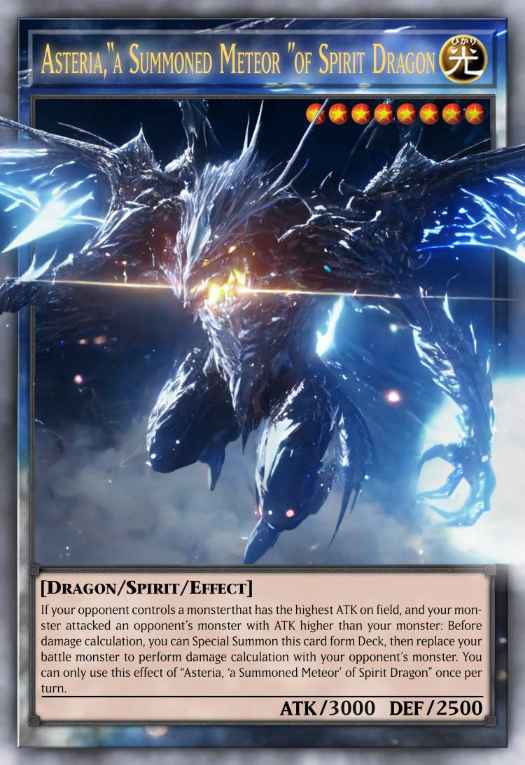 Asteria,"a Summoned Meteor "of Spirit Dragon
ひかり
光
[Dragon/Spirit/Effect]
If your opponent controls a monsterthat has the highest ATK on field, and your mon-
ster attacked an opponent's monster with ATK higher than your monster: Before
damage calculation, you can Special Summon this card form Deck, then replace your
battle monster to perform damage calculation with your opponent's monster. You
can only use this effect of "Asteria, 'a Summoned Meteor' of Spirit Dragon" once per
turn.
ATK/3000 DEF/2500